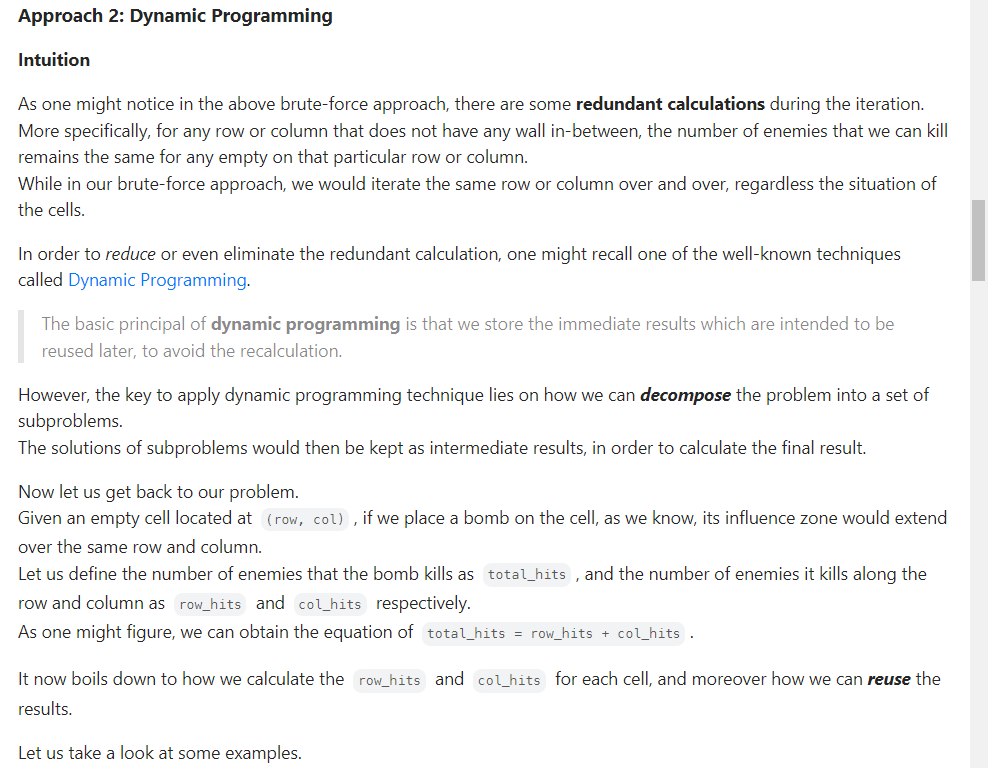 Approach 2: Dynamic Programming
Intuition
As one might notice in the above brute-force approach, there are some redundant calculations during the iteration.
More specifically, for any row or column that does not have any wall in-between, the number of enemies that we can kill
remains the same for any empty on that particular row or column.
While in our brute-force approach, we would iterate the same row or column over and over, regardless the situation of
the cells.
In order to reduce or even eliminate the redundant calculation, one might recall one of the well-known techniques
called Dynamic Programming.
The basic principal of dynamic programming is that we store the immediate results which are intended to be
reused later, to avoid the recalculation.
However, the key to apply dynamic programming technique lies on how we can decompose the problem into a set of
subproblems.
The solutions of subproblems would then be kept as intermediate results, in order to calculate the final result.
Now let us get back to our problem.
Given an empty cell located at (row, col) , if we place a bomb on the cell, as we know, its influence zone would extend
over the same row and column.
Let us define the number of enemies that the bomb kills as total_hits , and the number of enemies it kills along the
row and column as row_hits and col_hits respectively.
As one might figure, we can obtain the equation of total_hits = row_hits + col_hits .
It now boils down to how we calculate the row_hits and col_hits for each cell, and moreover how we can reuse the
results.
Let us take a look at some examples.